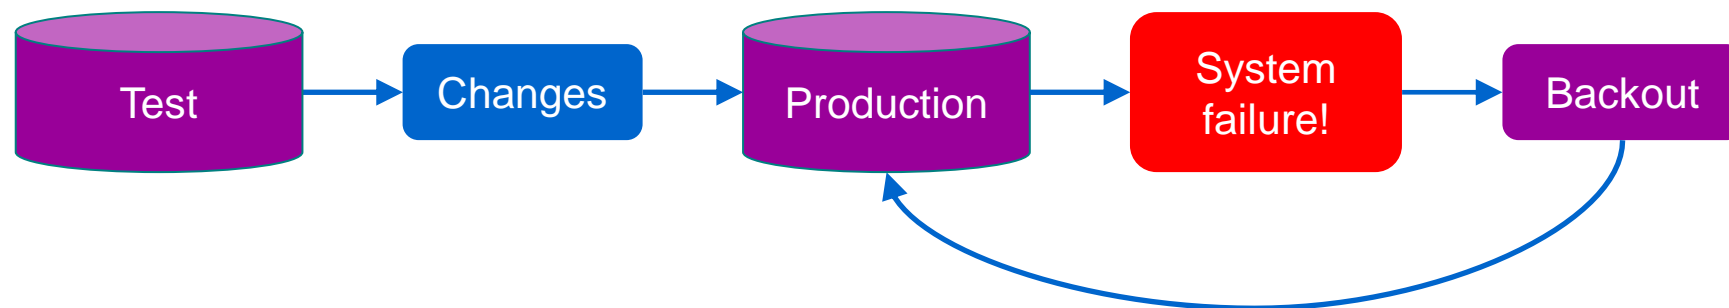 Test
Changes
Production
System
failure!
Backout